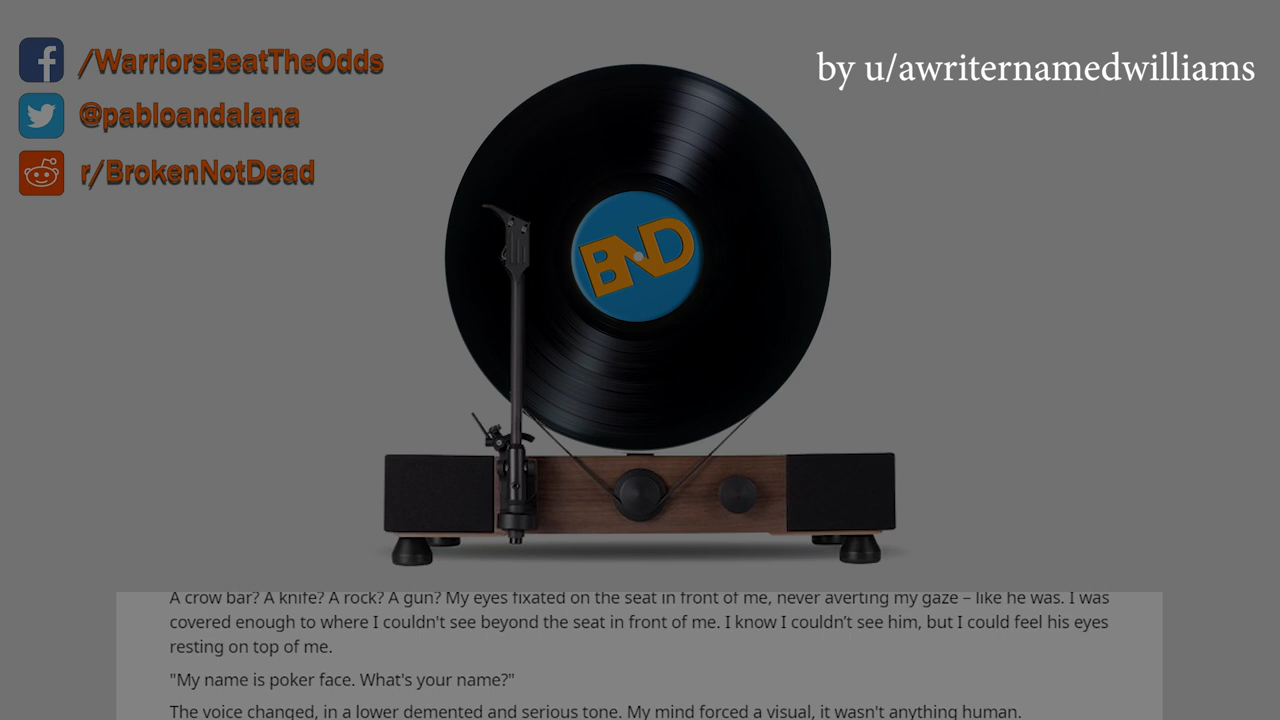 /WarriorsBeatTheOdds
@pabloandalana
r/BrokenNotDead
by u/awriternamedwilliams
BND
A crow bar? A knife? A rock? A gun? My eyes fixated on the seat in front of me, never averting my gaze – like he was. I was
covered enough to where I couldn't see beyond the seat in front of me. I know I couldn’t see him, but I could feel his eyes
resting on top of me.
"My name is poker face. What's your name?"
The voice changed, in a lower demented and serious tone. My mind forced a visual, it wasn't anything human.